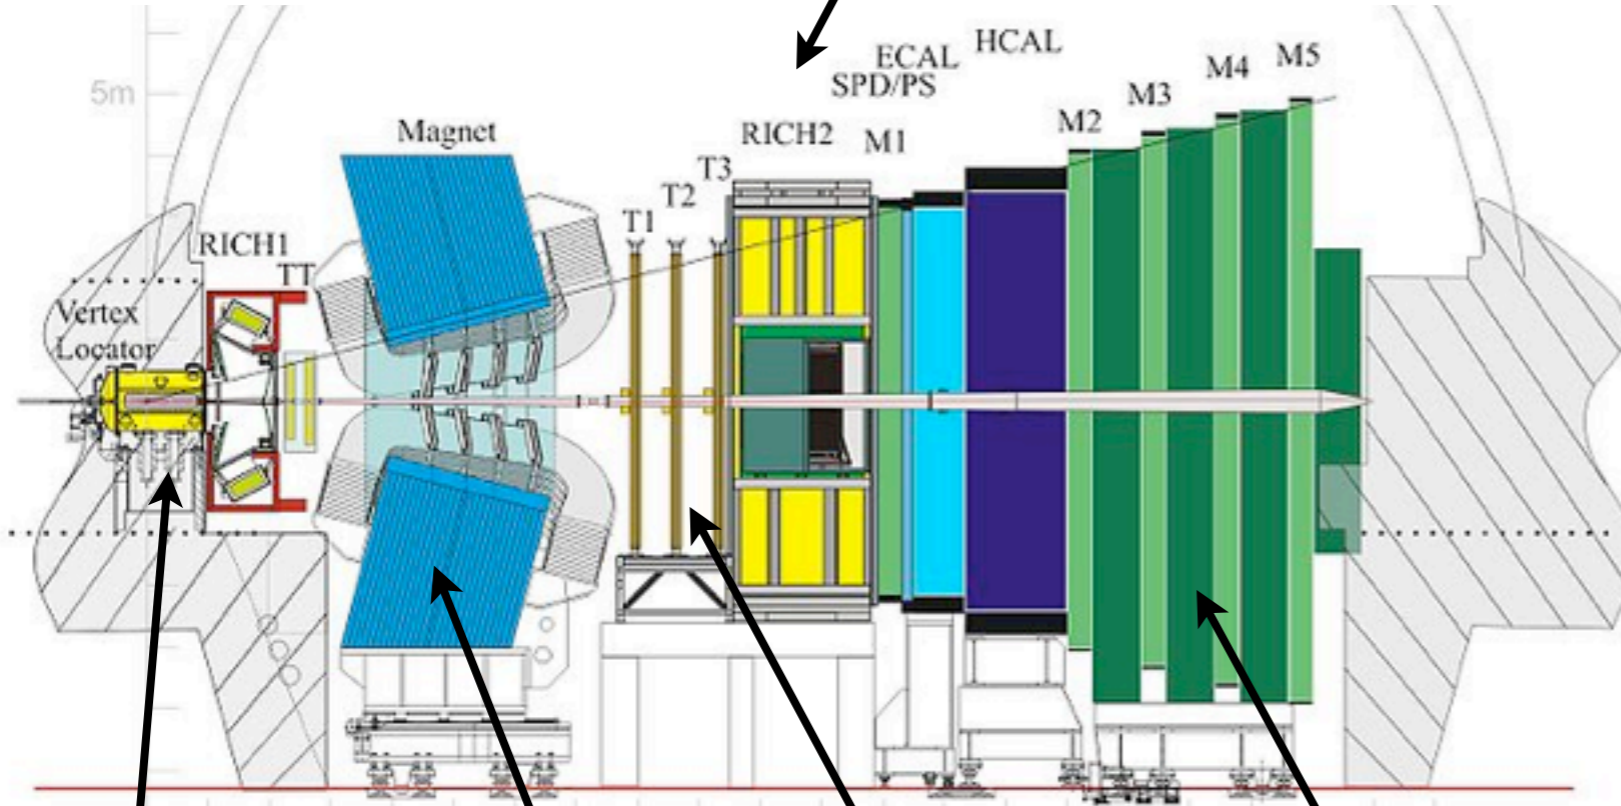 ECAL
HCAL
SPD/PS
M5
M4
M3
M2
5m
Magnet
RICH2
M1
T3
T2
T1
RICH1
TT
Vertex
Locator